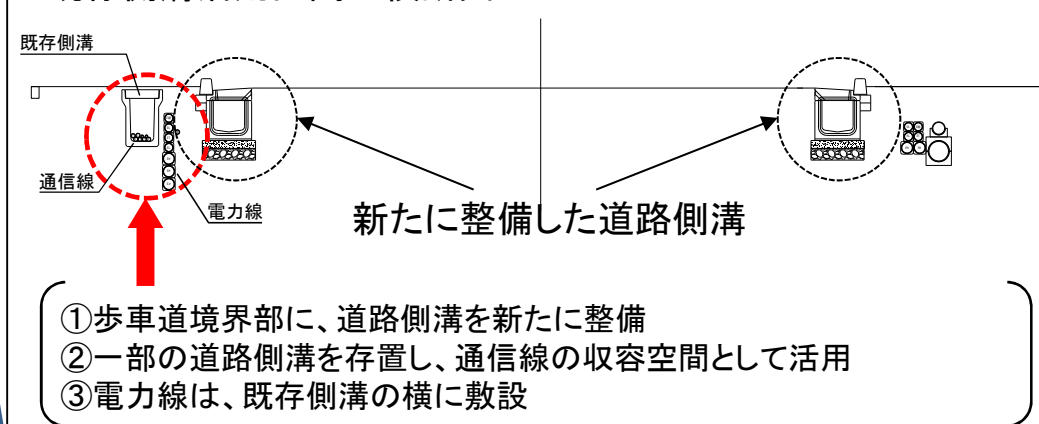 既存側溝
通信線
電力線
新たに整備した道路側溝
①歩車道境界部に、道路側溝を新たに整備
②一部の道路側溝を存置し、通信線の収容空間として活用
③電力線は、既存側溝の横に敷設